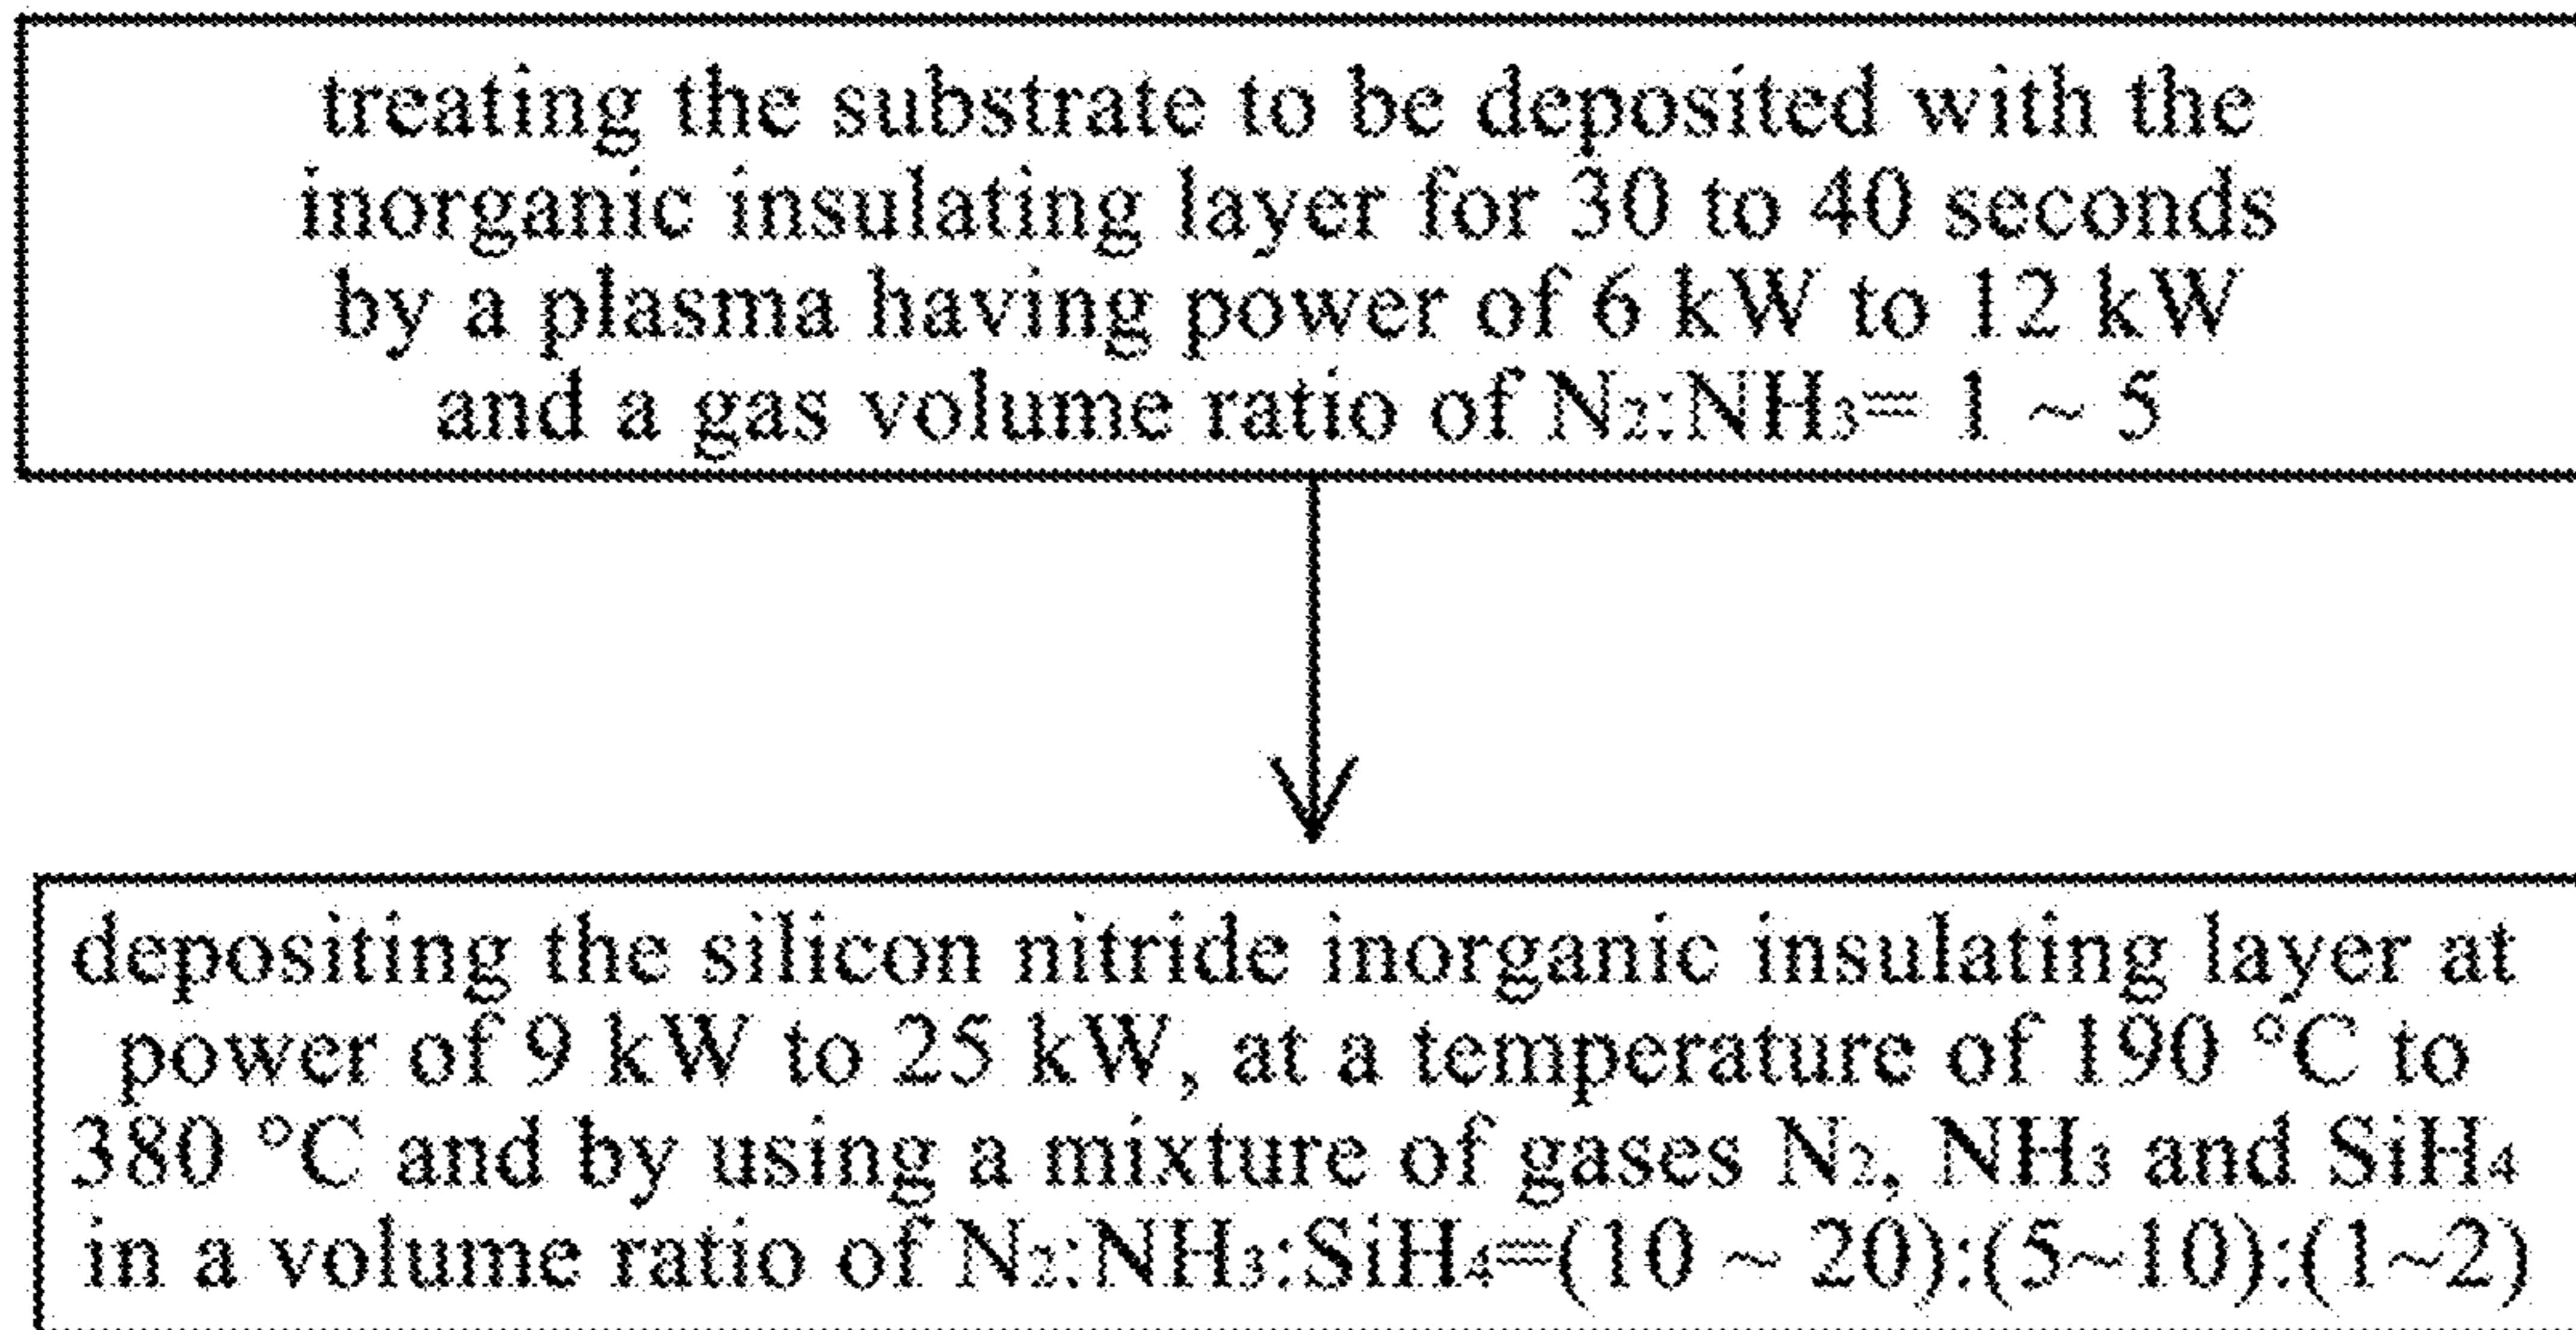 treating the substrate to be deposited with the
inorganic insulating layer for 30 to 40 seconds
by a plasma having power of 6 kW to 12 kW
and a gas volume ratio of N₂:NH₃= 1 ~ 5
depositing the silicon nitride inorganic insulating layer at
power of 9 kW to 25 kW, at a temperature of 190 °C to
380 °C and by using a mixture of gases N₂, NH₃ and SiH₄
in a volume ratio of N₂:NH₃:SiH₄=(10 ~ 20):(5~10):(1~2)